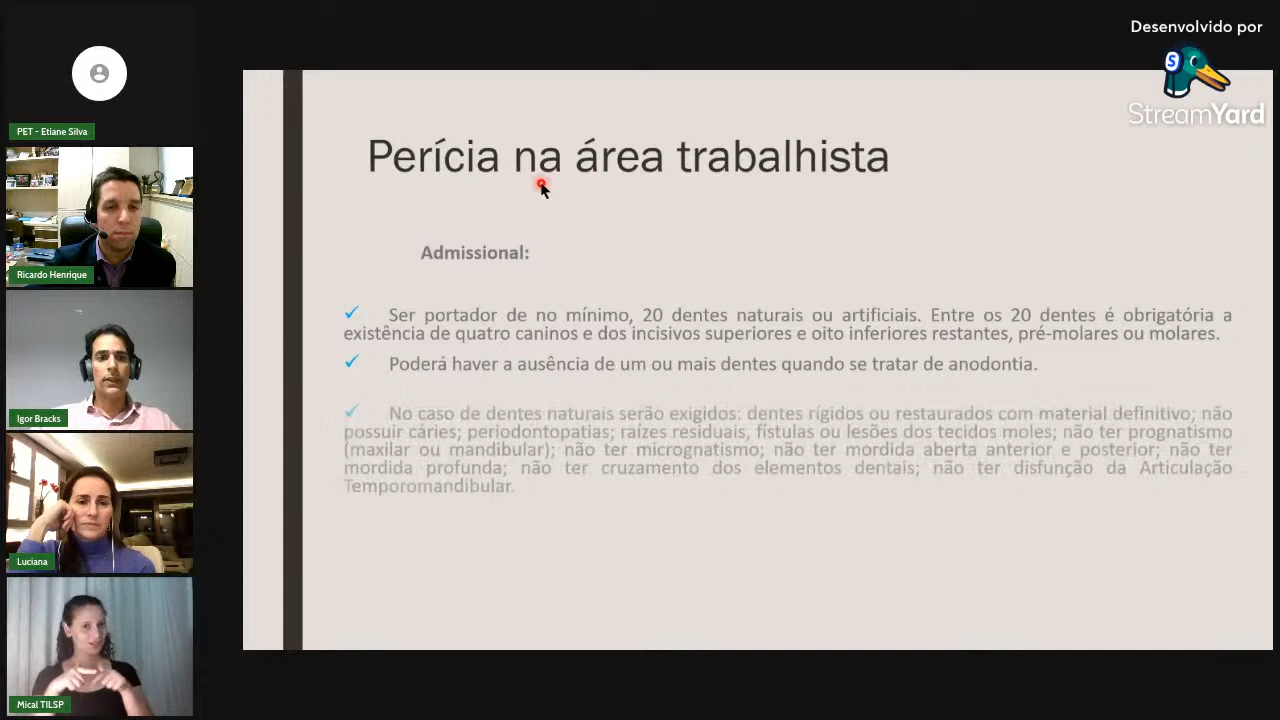 Desenvolvido por
StreamYard
PET - Etiane Silva
Ricardo Henrique
Igor Bracks
Luciana
Mical TILSP
Perícia na área trabalhista
Admissional:
Ser portador de no mínimo, 20 dentes naturais ou artificiais. Entre os 20 dentes é obrigatória a
existência de quatro caninos e dos incisivos superiores e oito inferiores restantes, pré-molares ou molares.
Poderá haver a ausência de um ou mais dentes quando se tratar de anodontia.
No caso de dentes naturais serão exigidos: dentes rígidos ou restaurados com material definitivo; não
possuir cáries; periodontopatias; raízes residuais, fístulas ou lesões dos tecidos moles; não ter prognatismo
(maxilar ou mandibular); não ter micrognatismo; não ter mordida aberta anterior e posterior; não ter
mordida profunda; não ter cruzamento dos elementos dentais; não ter disfunção da Articulação
Temporomandibular.